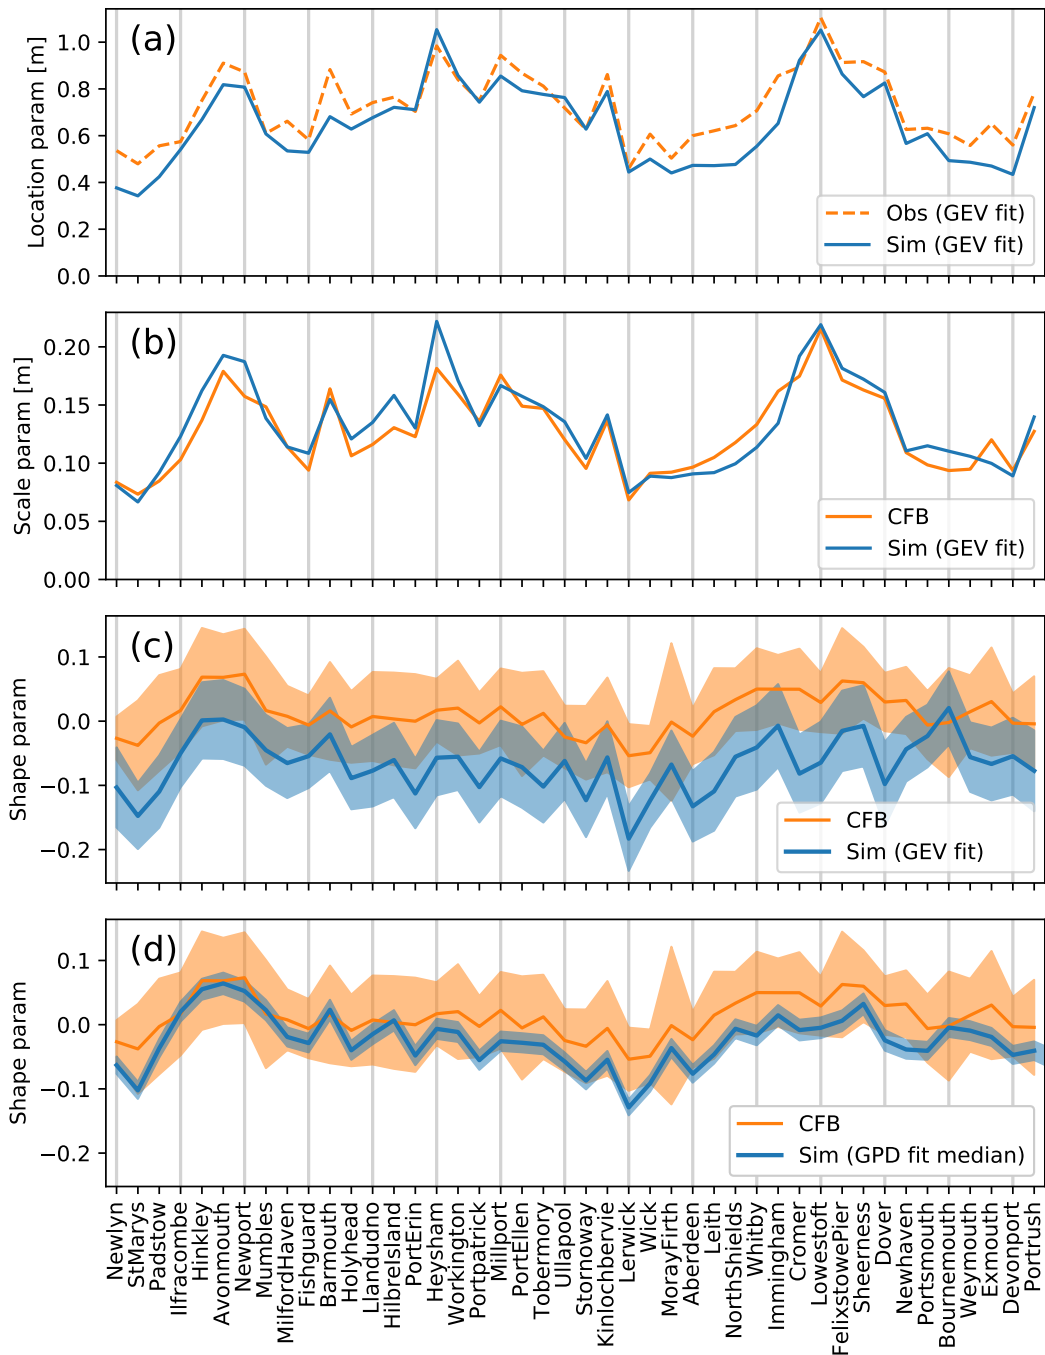 (a)
Location param [m]
1.0
0.8
0.6
0.4
0.2
0.0
Obs (GEV fit)
Sim (GEV fit)
(b)
Scale param [m]
0.20
0.15
0.10
0.05
0.00
CFB
Sim (GEV fit)
(c)
Shape param
0.1
0.0
−0.1
−0.2
CFB
Sim (GEV fit)
(d)
Shape param
0.1
0.0
−0.1
−0.2
CFB
Sim (GPD fit median)
Newlyn
StMarys
Padstow
Ilfracombe
Hinkley
Avonmouth
Newport
Mumbles
MilfordHaven
Fishguard
Barmouth
Holyhead
Llandudno
HilbreIsland
PortErin
Heysham
Workington
Portpatrick
Millport
PortEllen
Tobermory
Ullapool
Stornoway
Kinlochbervie
Lerwick
Wick
MorayFirth
Aberdeen
Leith
NorthShields
Whitby
Immingham
Cromer
Lowestoft
FelixstowePier
Sheerness
Dover
Newhaven
Portsmouth
Bournemouth
Weymouth
Exmouth
Devonport
Portrush